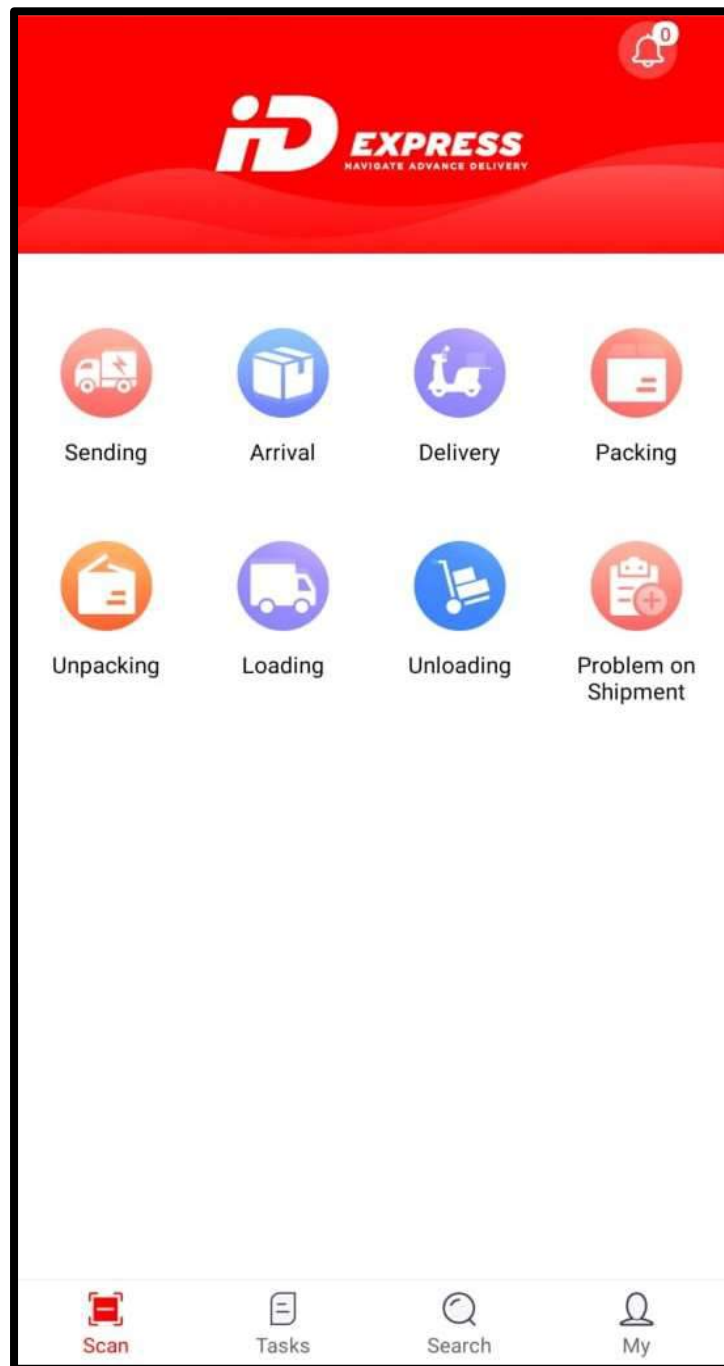 0
iD EXPRESS
NAVIGATE ADVANCE DELIVERY
Sending Arrival Delivery Packing
Unpacking Loading Unloading Problem on
Shipment
Scan Tasks Search My